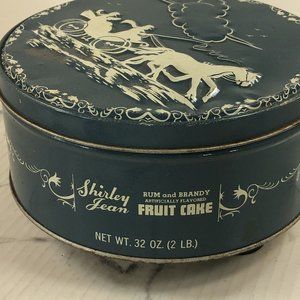 Shirley
Jean
RUM and BRANDY
ARTIFICIALLY FLAVORED
FRUIT CAKE
NET WT. 32 OZ. (2 LB.)